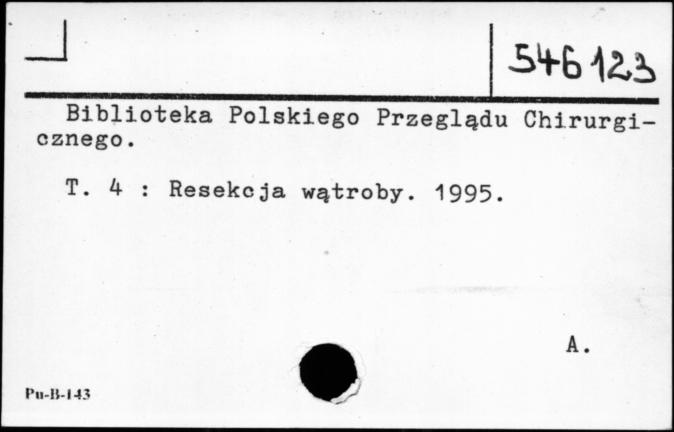 546123
Biblioteka Polskiego Przeglądu Chirurgi-
cznego.
T. 4 : Resekcja wątroby. 1995.
A.
Pu-B-143